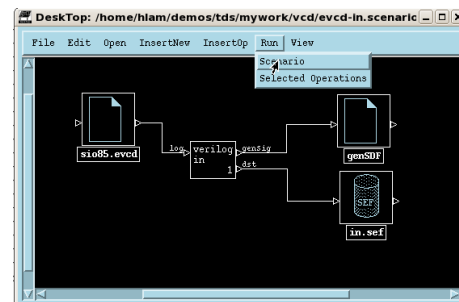 DeskTop: /home/hlam/demos/tds/mywork/vcd/evcd-in.scenaric
File Edit Open InsertNew InsertOp Run View
Scenario
Selected Operations
sio85.evcd
log
verilog
in
1
genSig
dst
genSDF
SEF
in.sef